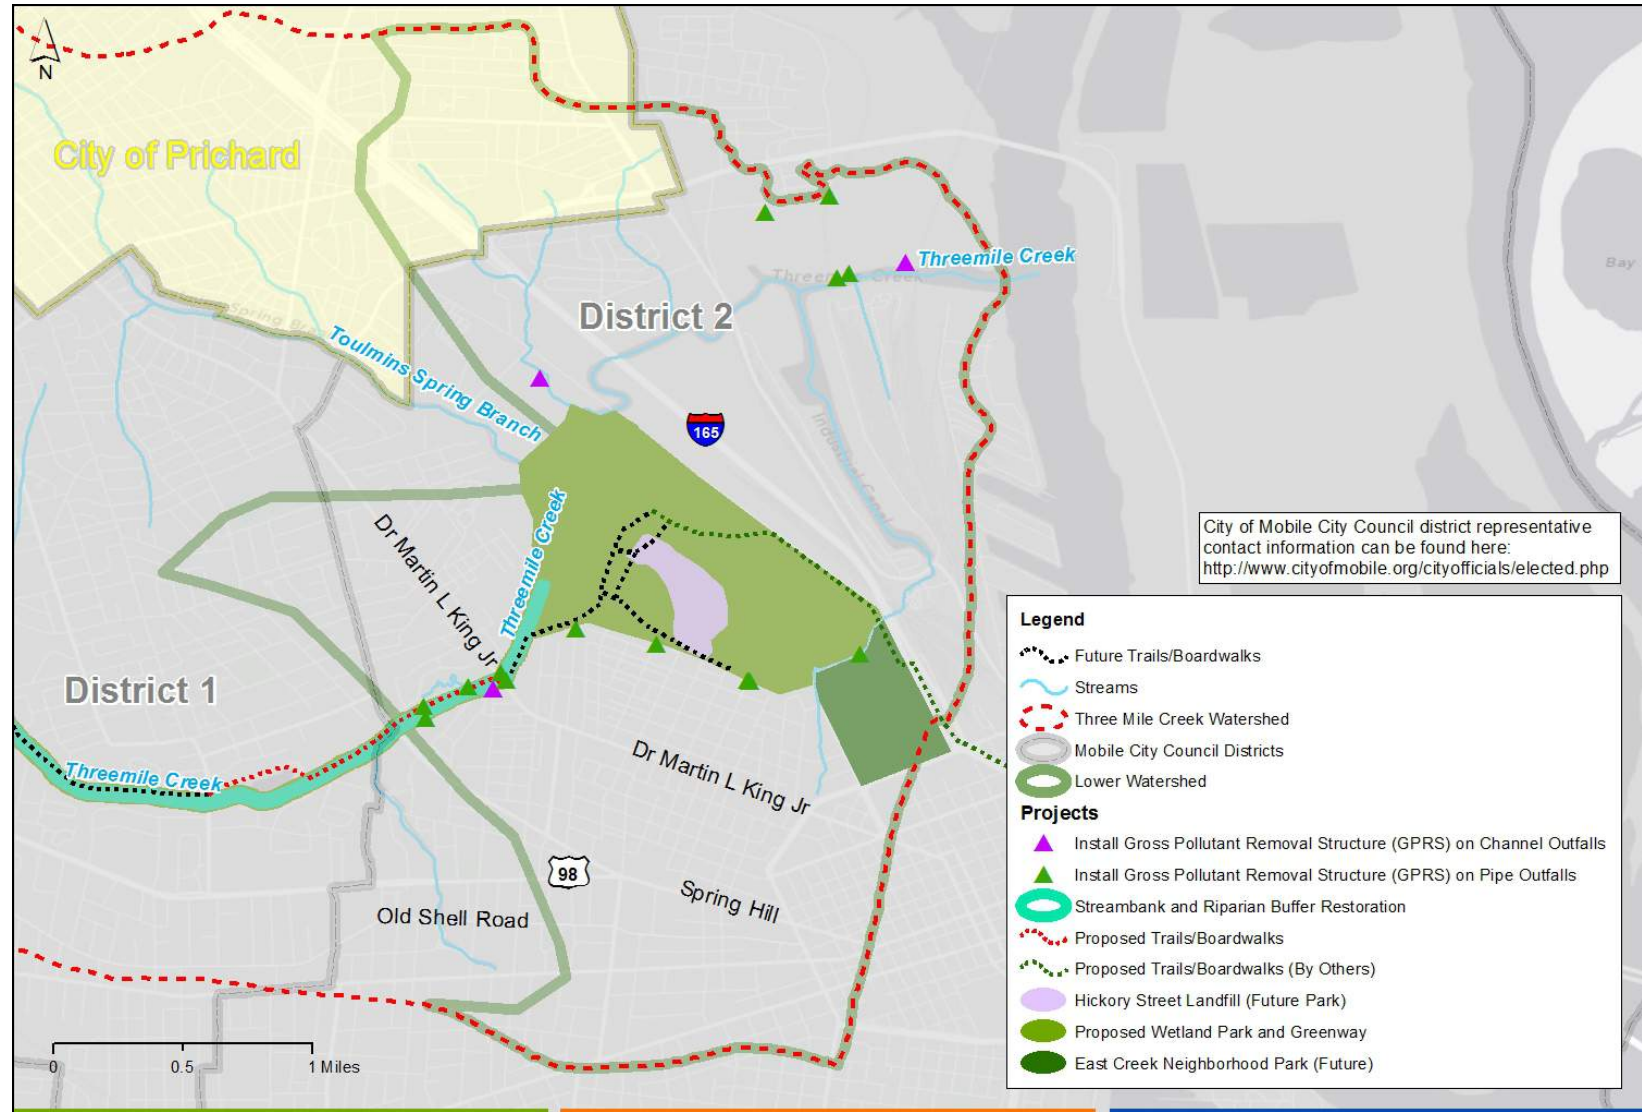 N
City of Prichard
Threemile Creek
Threemile Creek
Bay
Spring Br
District 2
Toulmins Spring Branch
165
Industrial Canal
Threemile Creek
Dr Martin L King Jr
District 1
Threemile Creek
Dr Martin L King Jr
98
Spring Hill
Old Shell Road
0 0.5 1 Miles
City of Mobile City Council district representative
contact information can be found here:
http://www.cityofmobile.org/cityofficials/elected.php
Legend
Future Trails/Boardwalks
Streams
Three Mile Creek Watershed
Mobile City Council Districts
Lower Watershed
Projects
Install Gross Pollutant Removal Structure (GPRS) on Channel Outfalls
Install Gross Pollutant Removal Structure (GPRS) on Pipe Outfalls
Streambank and Riparian Buffer Restoration
Proposed Trails/Boardwalks
Proposed Trails/Boardwalks (By Others)
Hickory Street Landfill (Future Park)
Proposed Wetland Park and Greenway
East Creek Neighborhood Park (Future)